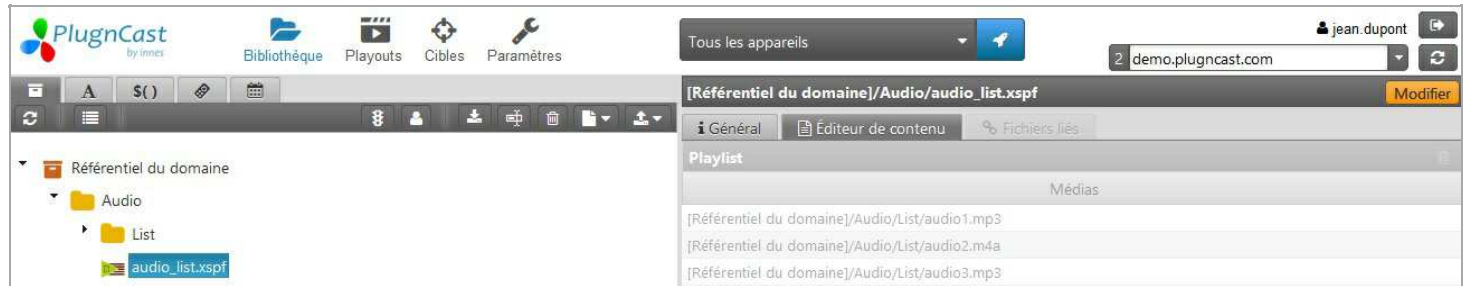 PlugnCast
by innes
Bibliothèque Playouts Cibles Paramètres
Tous les appareils
jean.dupont
2 demo.plugncast.com
A $()
[Référentiel du domaine]/Audio/audio_list.xspf
Modifier
i Général Éditeur de contenu Fichiers liés
Playlist
Médias
Référentiel du domaine
Audio
List
audio_list.xspf
[Référentiel du domaine]/Audio/List/audio1.mp3
[Référentiel du domaine]/Audio/List/audio2.m4a
[Référentiel du domaine]/Audio/List/audio3.mp3